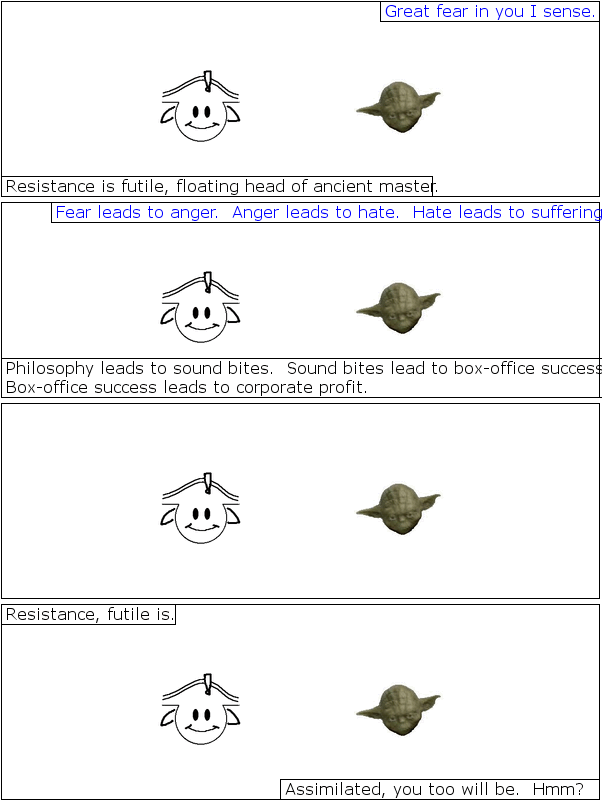 Great fear in you I sense.
Resistance is futile, floating head of ancient master.
Fear leads to anger.  Anger leads to hate.  Hate leads to suffering
Philosophy leads to sound bites.  Sound bites lead to box-office success
Box-office success leads to corporate profit.
Resistance, futile is.
Assimilated, you too will be.  Hmm?